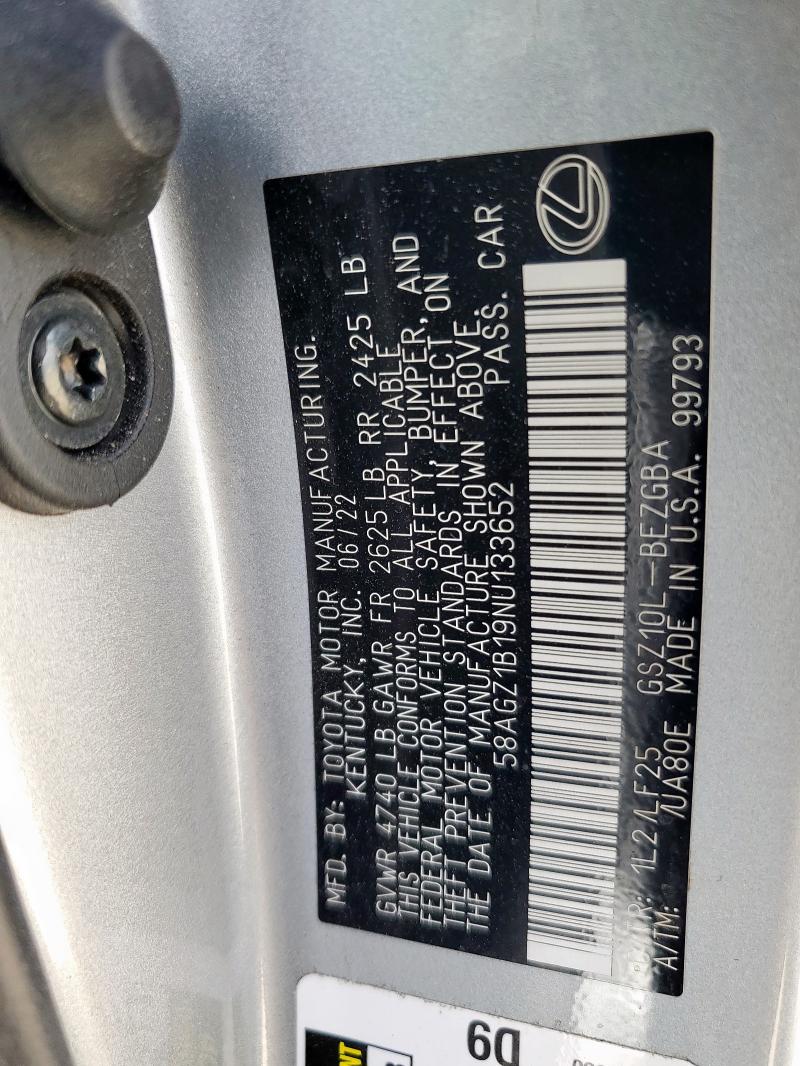 MFD. BY: TOYOTA MOTOR MANUFACTURING.
KENTUCKY, INC. 06/22
GVWR 4740 LB GAWR FR 2625 LB RR 2425 LB
THIS VEHICLE CONFORMS TO ALL APPLICABLE
FEDERAL MOTOR VEHICLE SAFETY, BUMPER, AND
THEFT PREVENTION STANDARDS IN EFFECT ON
THE DATE OF MANUFACTURE SHOWN ABOVE.
58AGZ1B19NU133652 PASS. CAR
C/TR: 1L2/LF25 GSZ10L-BEZGBA
A/TM: /UA80E MADE IN U.S.A. 99793
D9